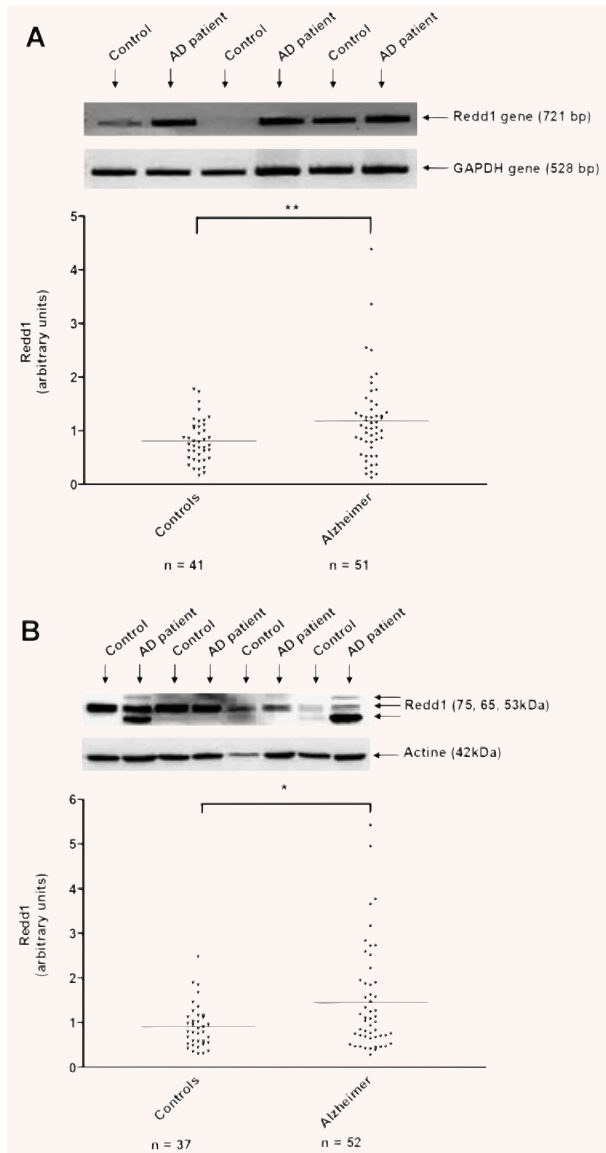 A
Control AD patient Control AD patient Control AD patient
Redd1 gene (721 bp)
GAPDH gene (528 bp)
**
5
4
3
2
1
0
Redd1
(arbitrary units)
Controls Alzheimer
n = 41 n = 51
B
Control AD patient Control AD patient Control AD patient Control AD patient
Redd1 (75, 65, 53kDa)
Actine (42kDa)
*
6
5
4
3
2
1
0
Redd1
(arbitrary units)
Controls Alzheimer
n = 37 n = 52